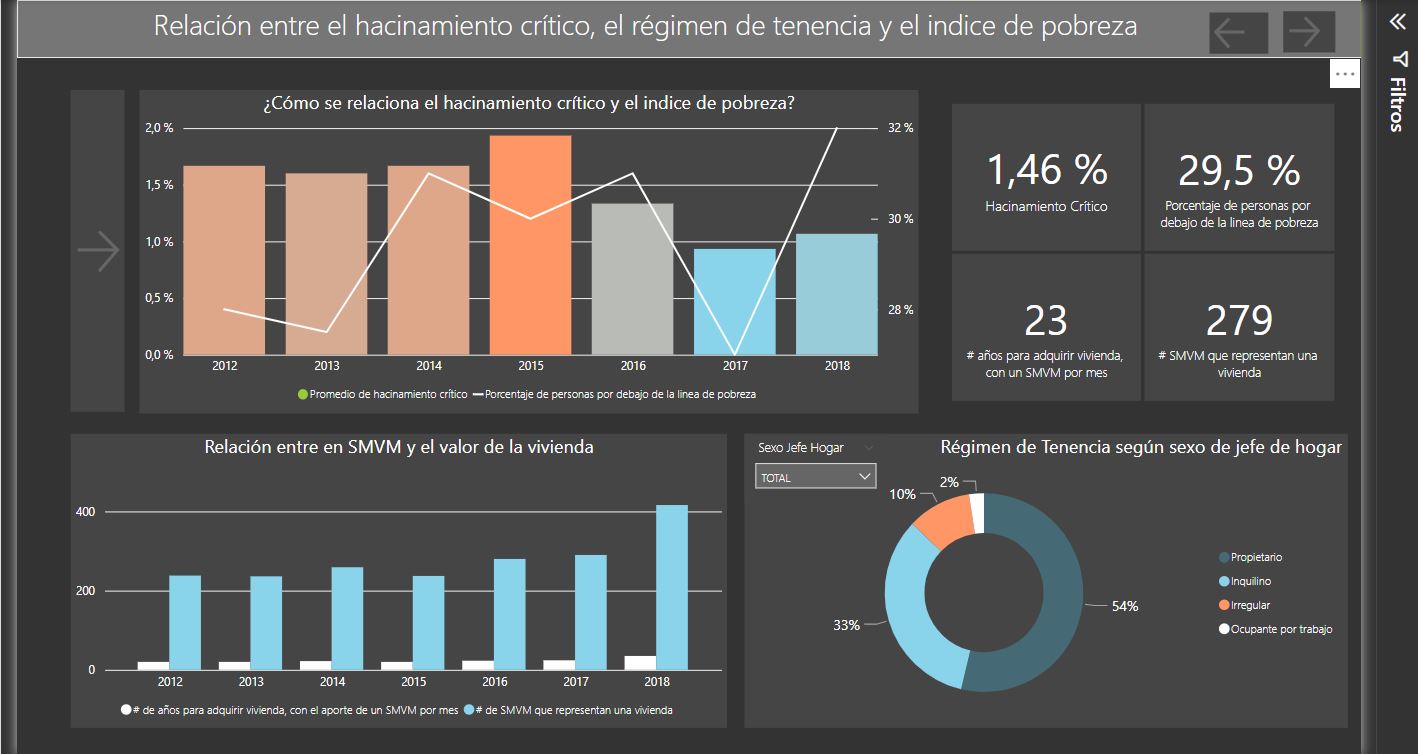 Relación entre el hacinamiento crítico, el régimen de tenencia y el indice de pobreza
Filtros
¿Cómo se relaciona el hacinamiento crítico y el indice de pobreza?
2,0 %
1,5 %
1,0 %
0,5 %
0,0 %
32 %
30 %
28 %
2012 2013 2014 2015 2016 2017 2018
Promedio de hacinamiento crítico Porcentaje de personas por debajo de la linea de pobreza
1,46 %
Hacinamiento Crítico
29,5 %
Porcentaje de personas por
debajo de la linea de pobreza
23
# años para adquirir vivienda,
con un SMVM por mes
279
# SMVM que representan una
vivienda
Relación entre en SMVM y el valor de la vivienda
400
200
0
2012 2013 2014 2015 2016 2017 2018
# de años para adquirir vivienda, con el aporte de un SMVM por mes # de SMVM que representan una vivienda
Sexo Jefe Hogar
TOTAL
Régimen de Tenencia según sexo de jefe de hogar
2%
10%
33%
54%
Propietario
Inquilino
Irregular
Ocupante por trabajo